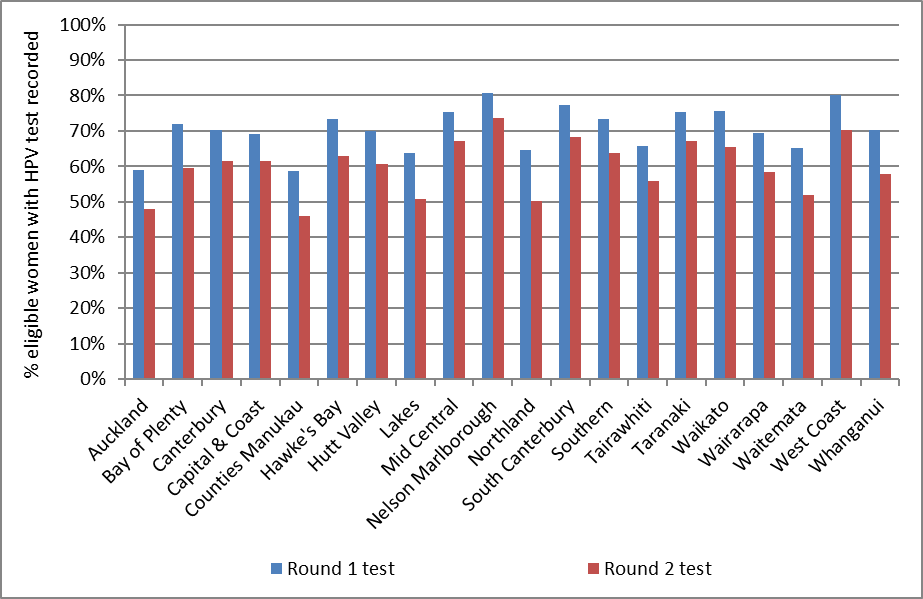 % eligible women with HPV test recorded
100%
90%
80%
70%
60%
50%
40%
30%
20%
10%
0%
Auckland
Bay of Plenty
Canterbury
Capital & Coast
Counties Manukau
Hawke's Bay
Hutt Valley
Lakes
Mid Central
Nelson Marlborough
Northland
South Canterbury
Southern
Tairawhiti
Taranaki
Waikato
Wairarapa
Waitemata
West Coast
Whanganui
Round 1 test
Round 2 test